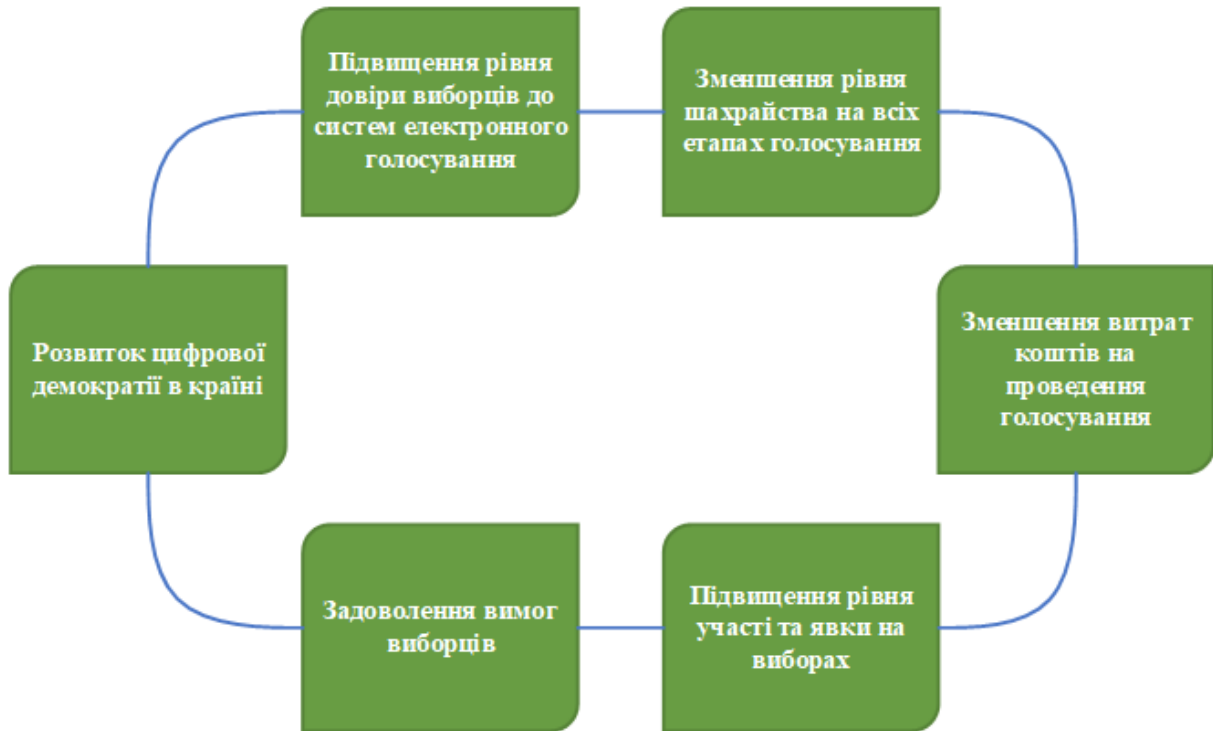 Підвищення рівня
довіри виборців до
систем електронного
голосування
Зменшення рівня
шахрайства на всіх
етапах голосування
Розвиток цифрової
демократії в країні
Зменшення витрат
коштів на
проведення
голосування
Задоволення вимог
виборців
Підвищення рівня
участі та явки на
виборах